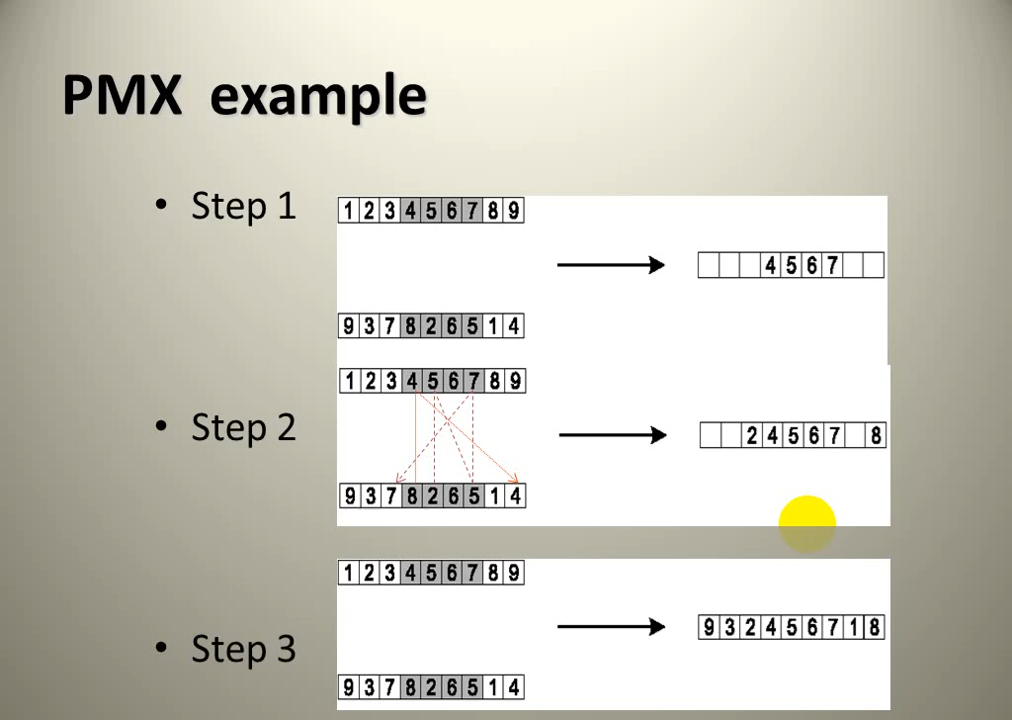 PMX example
• Step 1
1 2 3 4 5 6 7 8 9
4 5 6 7
9 3 7 8 2 6 5 1 4
• Step 2
1 2 3 4 5 6 7 8 9
2 4 5 6 7 8
9 3 7 8 2 6 5 1 4
• Step 3
1 2 3 4 5 6 7 8 9
9 3 2 4 5 6 7 1 8
9 3 7 8 2 6 5 1 4